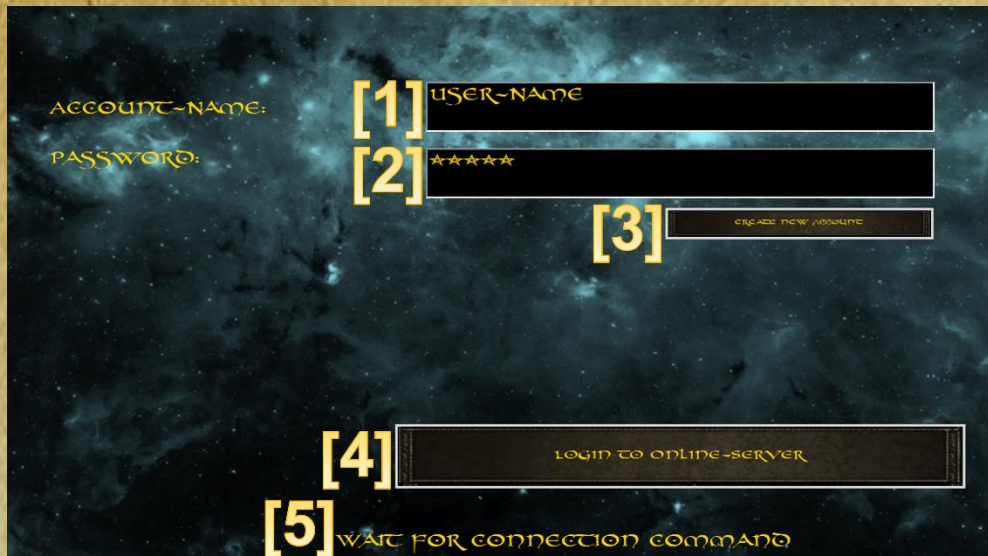 ACCOUNT-NAME: [1] USER-NAME
PASSWORD: [2] ☆☆☆☆☆
[3] CREATE NEW ACCOUNT
[4] LOGIN TO ONLINE-SERVER
[5] WAIT FOR CONNECTION COMMAND